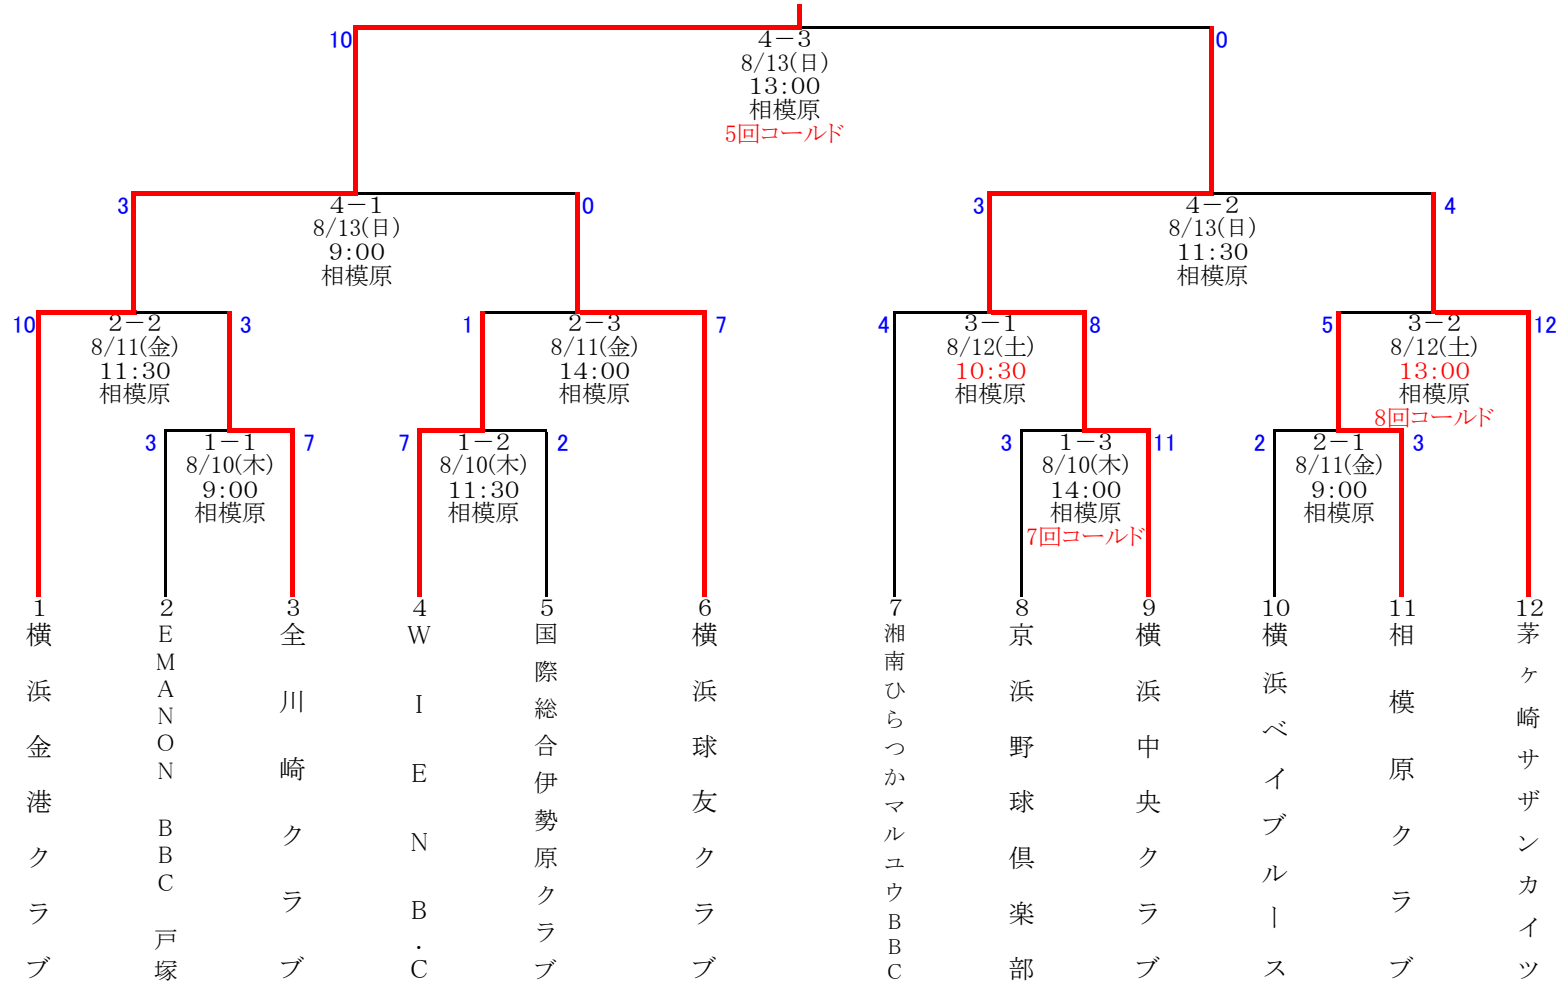 10
0
4－3
8/13(日)
13:00
相模原
5回コールド
3
0
4－1
8/13(日)
9:00
相模原
3
4
4－2
8/13(日)
11:30
相模原
10
3
2－2
8/11(金)
11:30
相模原
1
7
2－3
8/11(金)
14:00
相模原
4
8
3－1
8/12(土)
10:30
相模原
5
12
3－2
8/12(土)
13:00
相模原
8回コールド
3
7
1－1
8/10(木)
9:00
相模原
7
2
1－2
8/10(木)
11:30
相模原
3
11
1－3
8/10(木)
14:00
相模原
7回コールド
2
3
2－1
8/11(金)
9:00
相模原
1
横浜金港クラブ
2
EMANON BBC 戸塚
3
全川崎クラブ
4
WIEN B.C
5
国際総合伊勢原クラブ
6
横浜球友クラブ
7
湘南ひらつかマルユウBBC
8
京浜野球倶楽部
9
横浜中央クラブ
10
横浜ベイブルース
11
相模原クラブ
12
茅ヶ崎サザンカイツ